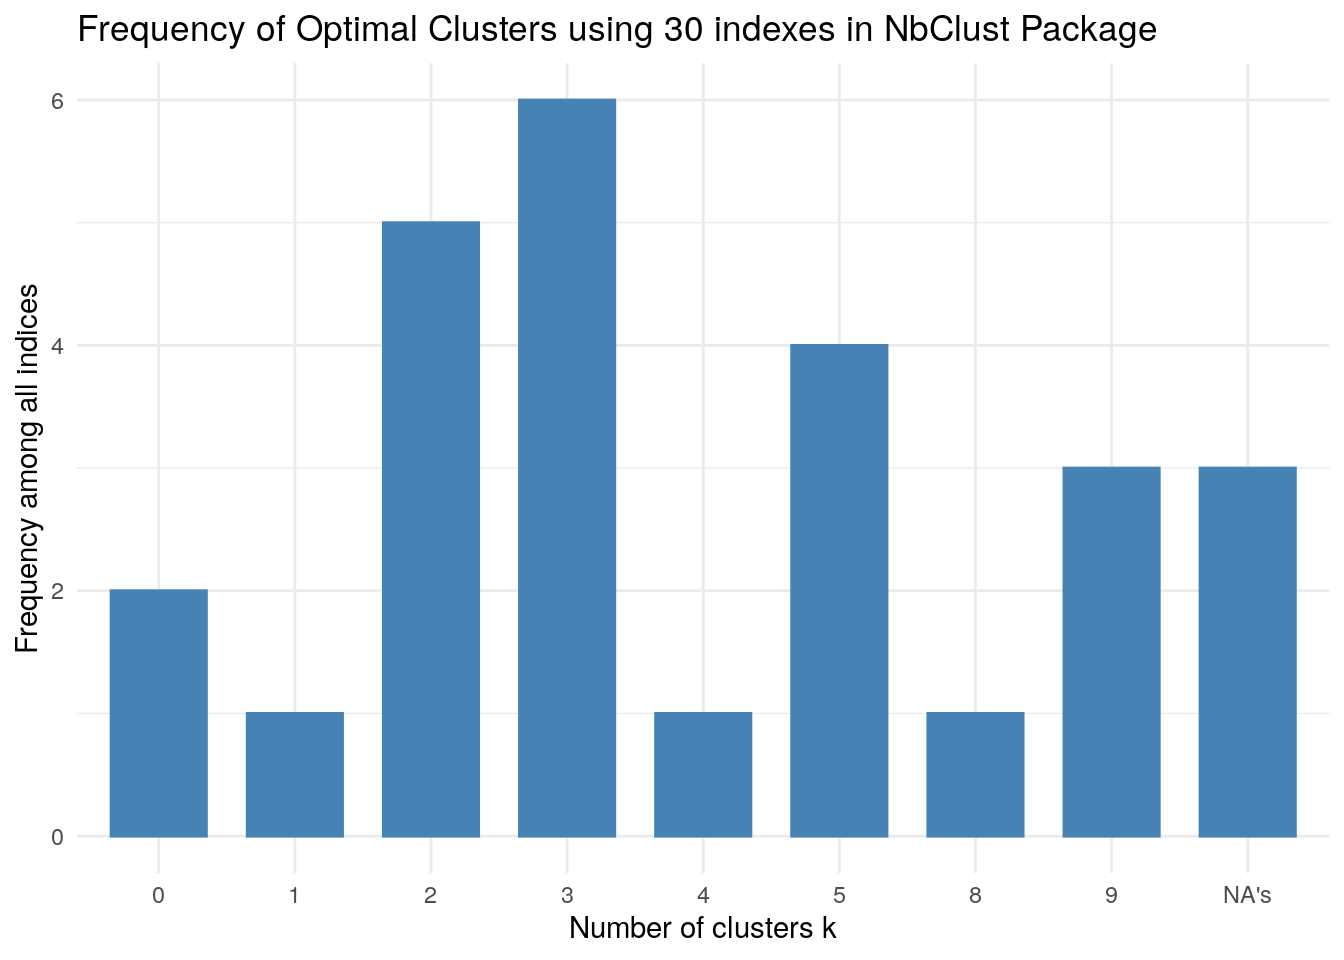 Frequency of Optimal Clusters using 30 indexes in NbClust Package
Frequency among all indices
6
4
2
0
0 1 2 3 4 5 8 9 NA's
Number of clusters k